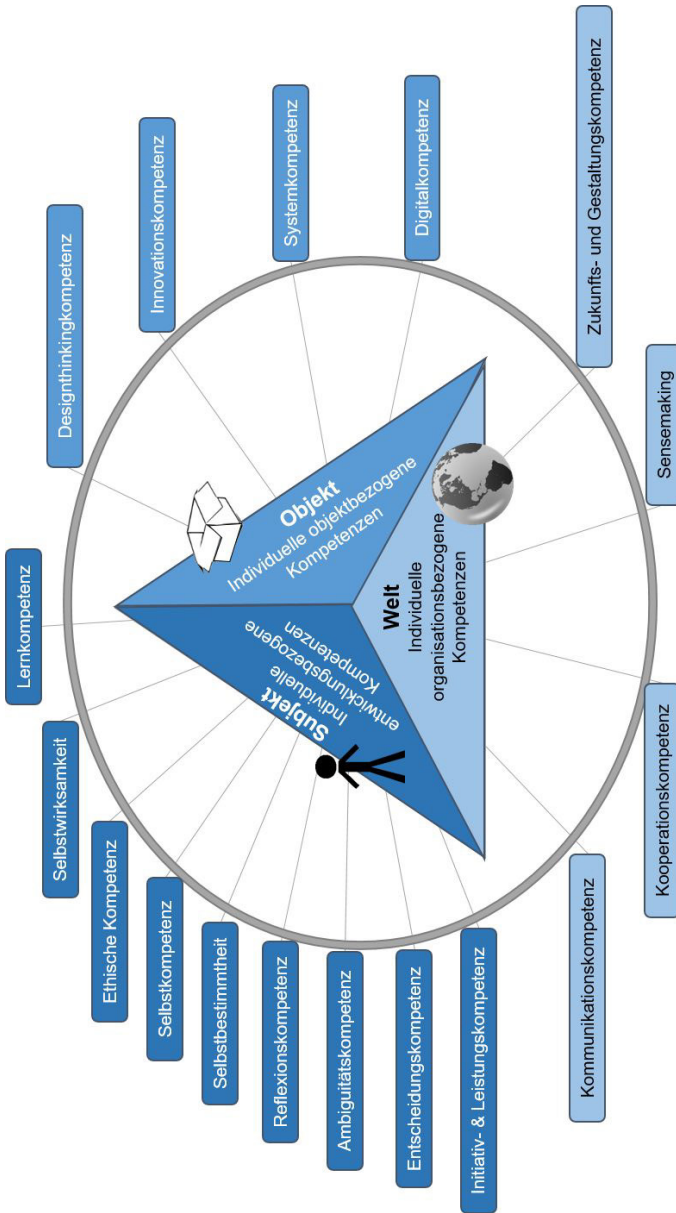 Lernkompetenz
Selbstwirksamkeit
Ethische Kompetenz
Selbstkompetenz
Selbstbestimmtheit
Reflexionskompetenz
Ambiguitätskompetenz
Entscheidungskompetenz
Initiativ- & Leistungskompetenz
Designthinkingkompetenz
Innovationskompetenz
Systemkompetenz
Digitalkompetenz
Zukunfts- und Gestaltungskompetenz
Sensemaking
Kooperationskompetenz
Kommunikationskompetenz
Subjekt
Individuelle
entwicklungsbezogene
Kompetenzen
Objekt
Individuelle objektbezogene
Kompetenzen
Welt
Individuelle
organisationsbezogene
Kompetenzen